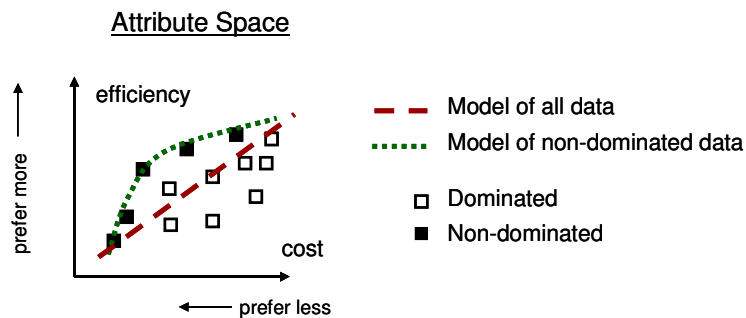 Attribute Space
efficiency
prefer more
cost
prefer less
Model of all data
Model of non-dominated data
Dominated
Non-dominated